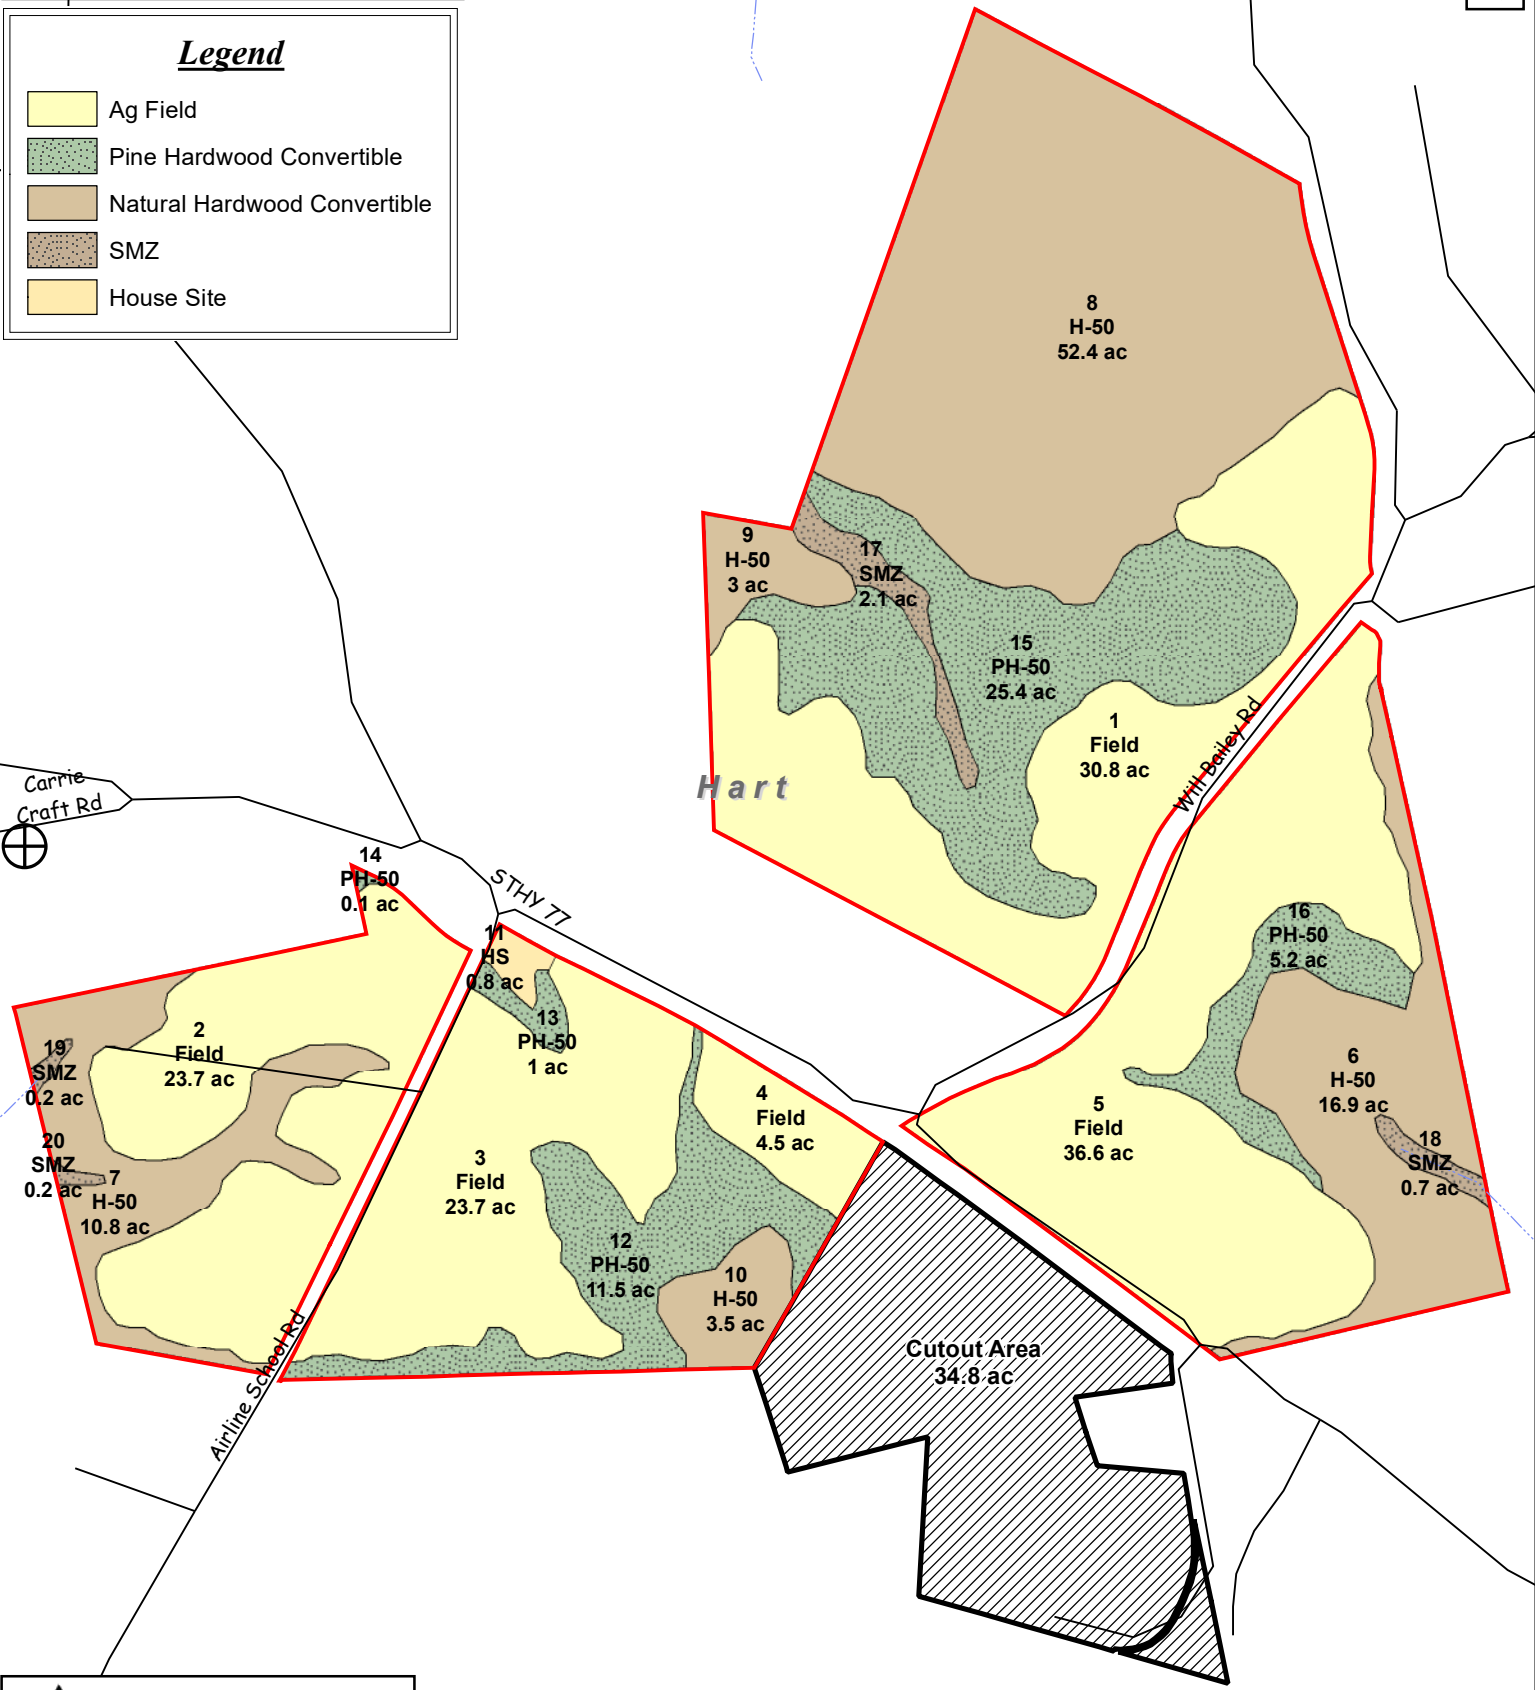 Legend
Ag Field
Pine Hardwood Convertible
Natural Hardwood Convertible
SMZ
House Site
8
H-50
52.4 ac
9
H-50
3 ac
17
SMZ
2.1 ac
15
PH-50
25.4 ac
1
Field
30.8 ac
Will Bailey Rd
Hart
Carrie
Craft Rd
14
PH-50
0.1 ac
STHY 77
11
HS
0.8 ac
13
PH-50
1 ac
2
Field
23.7 ac
19
SMZ
0.2 ac
20
SMZ
0.2 ac
7
H-50
10.8 ac
3
Field
23.7 ac
4
Field
4.5 ac
12
PH-50
11.5 ac
10
H-50
3.5 ac
16
PH-50
5.2 ac
6
H-50
16.9 ac
5
Field
36.6 ac
18
SMZ
0.7 ac
Cutout Area
34.8 ac
Airline School Rd